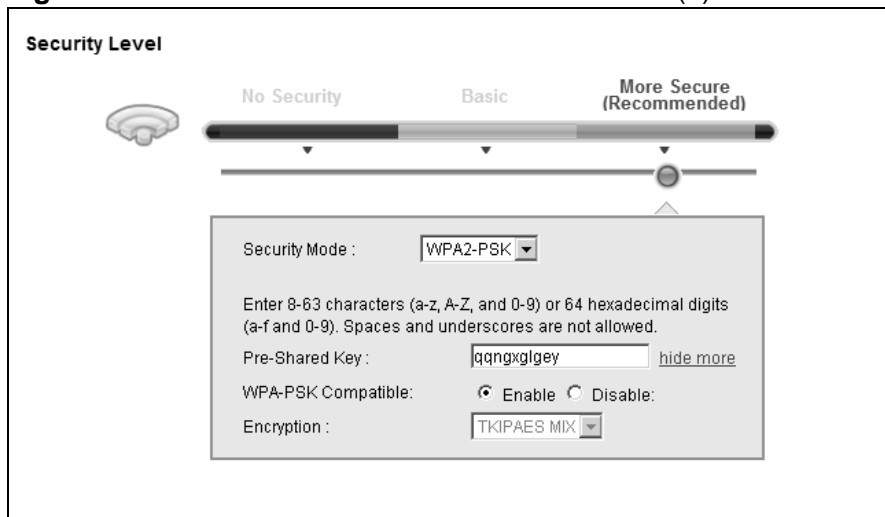 Security Level
No Security
Basic
More Secure
(Recommended)
Security Mode :
WPA2-PSK
Enter 8-63 characters (a-z, A-Z, and 0-9) or 64 hexadecimal digits
(a-f and 0-9). Spaces and underscores are not allowed.
Pre-Shared Key :
qqngxglgey
hide more
WPA-PSK Compatible:
Enable
Disable:
Encryption :
TKIPAES MIX